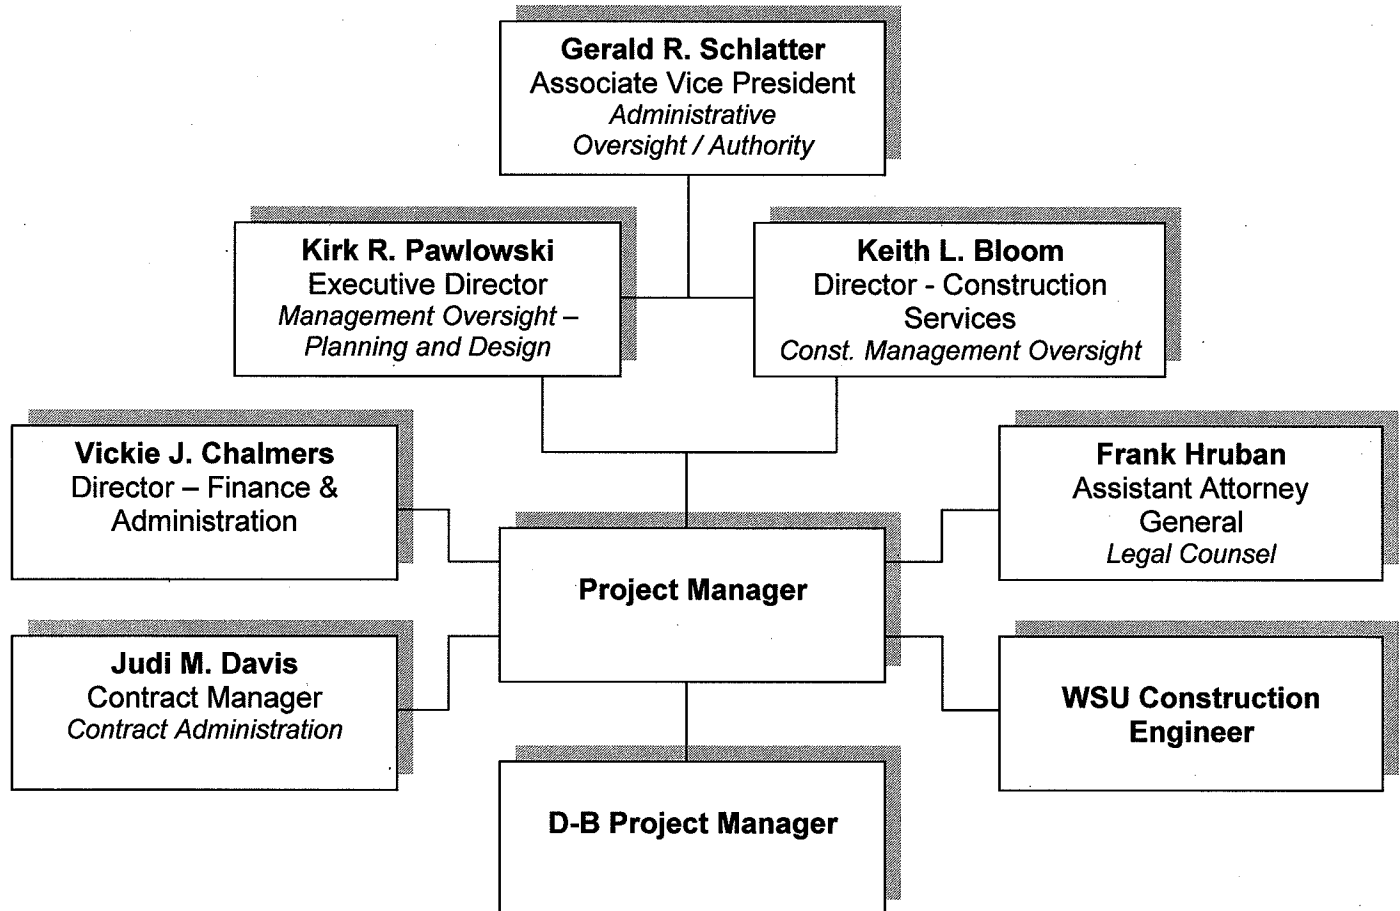 Gerald R. Schlatter
Associate Vice President
Administrative
Oversight / Authority
Kirk R. Pawlowski
Executive Director
Management Oversight –
Planning and Design
Keith L. Bloom
Director - Construction
Services
Const. Management Oversight
Vickie J. Chalmers
Director – Finance &
Administration
Frank Hruban
Assistant Attorney
General
Legal Counsel
Project Manager
Judi M. Davis
Contract Manager
Contract Administration
WSU Construction
Engineer
D-B Project Manager